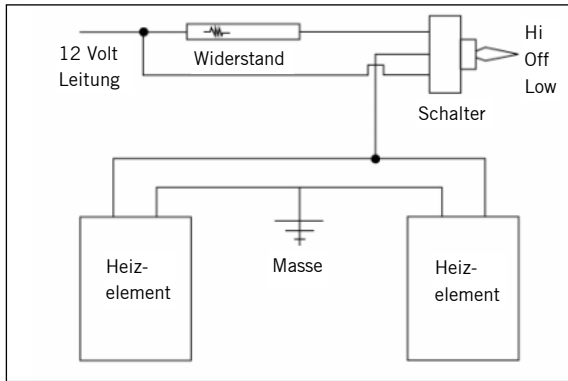 12 Volt
Leitung
Widerstand
Hi
Off
Low
Schalter
Heiz-
element
Masse
Heiz-
element